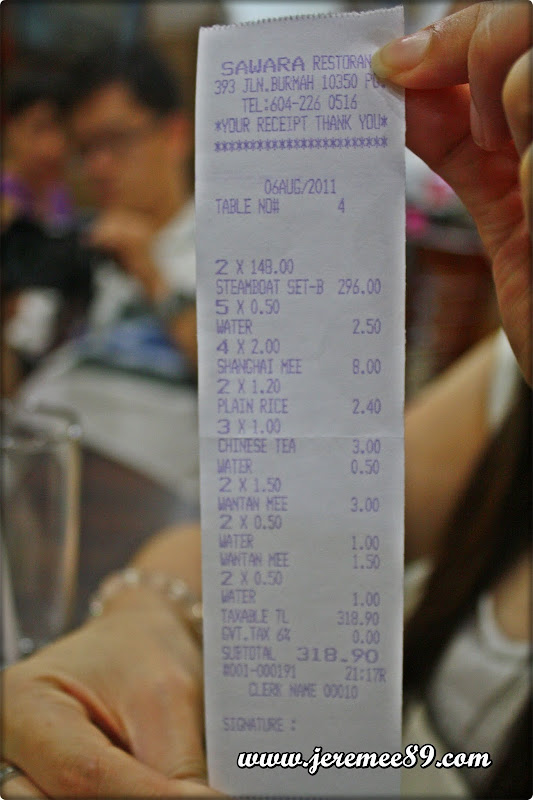 SAWARA RESTORAN
393 JLN.BURMAH 10350
TEL:604-226 0516
*YOUR RECEIPT THANK YOU*
************************
06AUG/2011
TABLE NO# 4
2 X 148.00
STEAMBOAT SET-B 296.00
5 X 0.50
WATER 2.50
4 X 2.00
SHANGHAI MEE 8.00
2 X 1.20
PLAIN RICE 2.40
3 X 1.00
CHINESE TEA 3.00
WATER 0.50
2 X 1.50
WANTAN MEE 3.00
2 X 0.50
WATER 1.00
WANTAN MEE 1.50
2 X 0.50
WATER 1.00
TAXABLE TL 318.90
GVT.TAX 6% 0.00
SUBTOTAL 318.90
#001-000191 21:17R
CLERK NAME 00010
SIGNATURE :
www.jeremee89.com